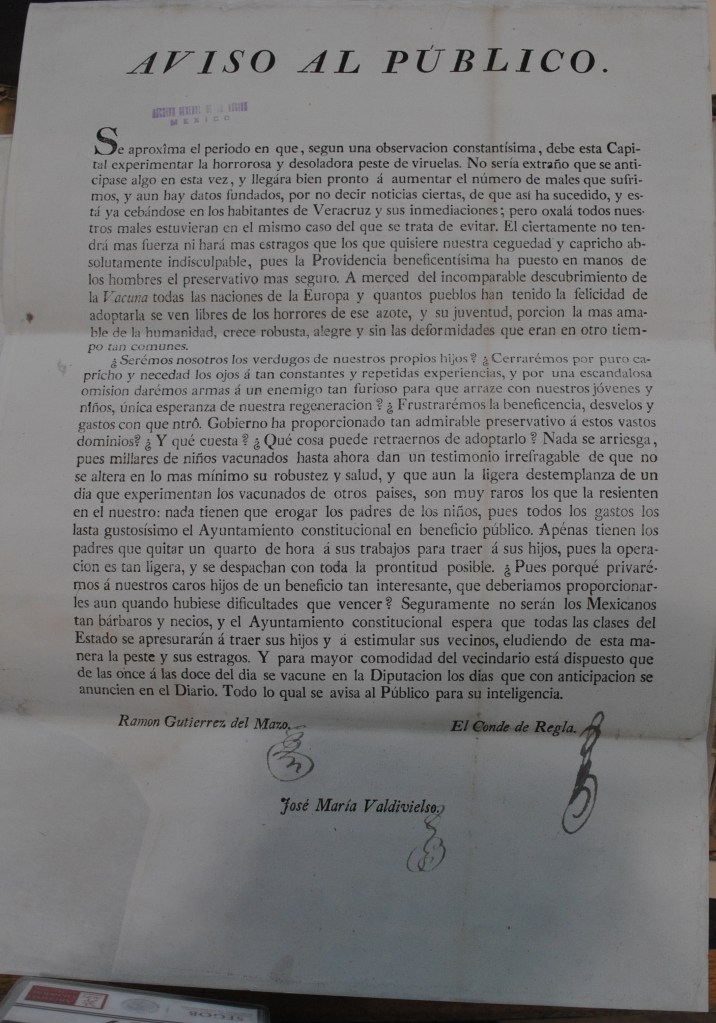 AVISO AL PÚBLICO.
ARCHIVO GENERAL DE LA NACION
MEXICO
Se aproxima el periodo en que, segun una observacion constantísima, debe esta Capi-
tal experimentar la horrorosa y desoladora peste de viruelas. No sería extraño que se anti-
cipase algo en esta vez, y llegára bien pronto á aumentar el número de males que sufri-
mos, y aun hay datos fundados, por no decir noticias ciertas, de que asi ha sucedido, y es-
tá ya cebándose en los habitantes de Veracruz y sus inmediaciones; pero oxalá todos nues-
tros males estuvieran en el mismo caso del que se trata de evitar. El ciertamente no ten-
drá mas fuerza ni hará mas estragos que los que quisiere nuestra ceguedad y capricho ab-
solutamente indisculpable, pues la Providencia beneficentísima ha puesto en manos de
los hombres el preservativo mas seguro. A merced del incomparable descubrimiento de
la Vacuna todas las naciones de la Europa y quantos pueblos han tenido la felicidad de
adoptarla se ven libres de los horrores de ese azote, y su juventud, porcion la mas ama-
ble de la humanidad, crece robusta, alegre y sin las deformidades que eran en otro tiem-
po tan comunes.
¿Serémos nosotros los verdugos de nuestros propios hijos? ¿Cerrarémos por puro ca-
pricho y necedad los ojos á tan constantes y repetidas experiencias, y por una escandalosa
omision darémos armas á un enemigo tan furioso para que arraze con nuestros jóvenes y
niños, única esperanza de nuestra regeneracion? ¿Frustrarémos la beneficencia, desvelos y
gastos con que ntrô. Gobierno ha proporcionado tan admirable preservativo á estos vastos
dominios? ¿Y qué cuesta? ¿Qué cosa puede retraernos de adoptarlo? Nada se arriesga,
pues millares de niños vacunados hasta ahora dan un testimonio irrefragable de que no
se altera en lo mas mínimo su robustez y salud, y que aun la ligera destemplanza de un
dia que experimentan los vacunados de otros paises, son muy raros los que la resienten
en el nuestro: nada tienen que erogar los padres de los niños, pues todos los gastos los
lasta gustosísimo el Ayuntamiento constitucional en beneficio público. Apénas tienen los
padres que quitar un quarto de hora á sus trabajos para traer á sus hijos, pues la opera-
cion es tan ligera, y se despachan con toda la prontitud posible. ¿Pues porqué privaré-
mos á nuestros caros hijos de un beneficio tan interesante, que deberiamos proporcionar-
les aun quando hubiese dificultades que vencer? Seguramente no serán los Mexicanos
tan bárbaros y necios, y el Ayuntamiento constitucional espera que todas las clases del
Estado se apresurarán á traer sus hijos y á estimular sus vecinos, eludiendo de esta ma-
nera la peste y sus estragos. Y para mayor comodidad del vecindario está dispuesto que
de las once á las doce del dia se vacune en la Diputacion los dias que con anticipacion se
anuncien en el Diario. Todo lo qual se avisa al Público para su inteligencia.
Ramon Gutierrez del Mazo.
El Conde de Regla.
José María Valdivielso.
SEGOB